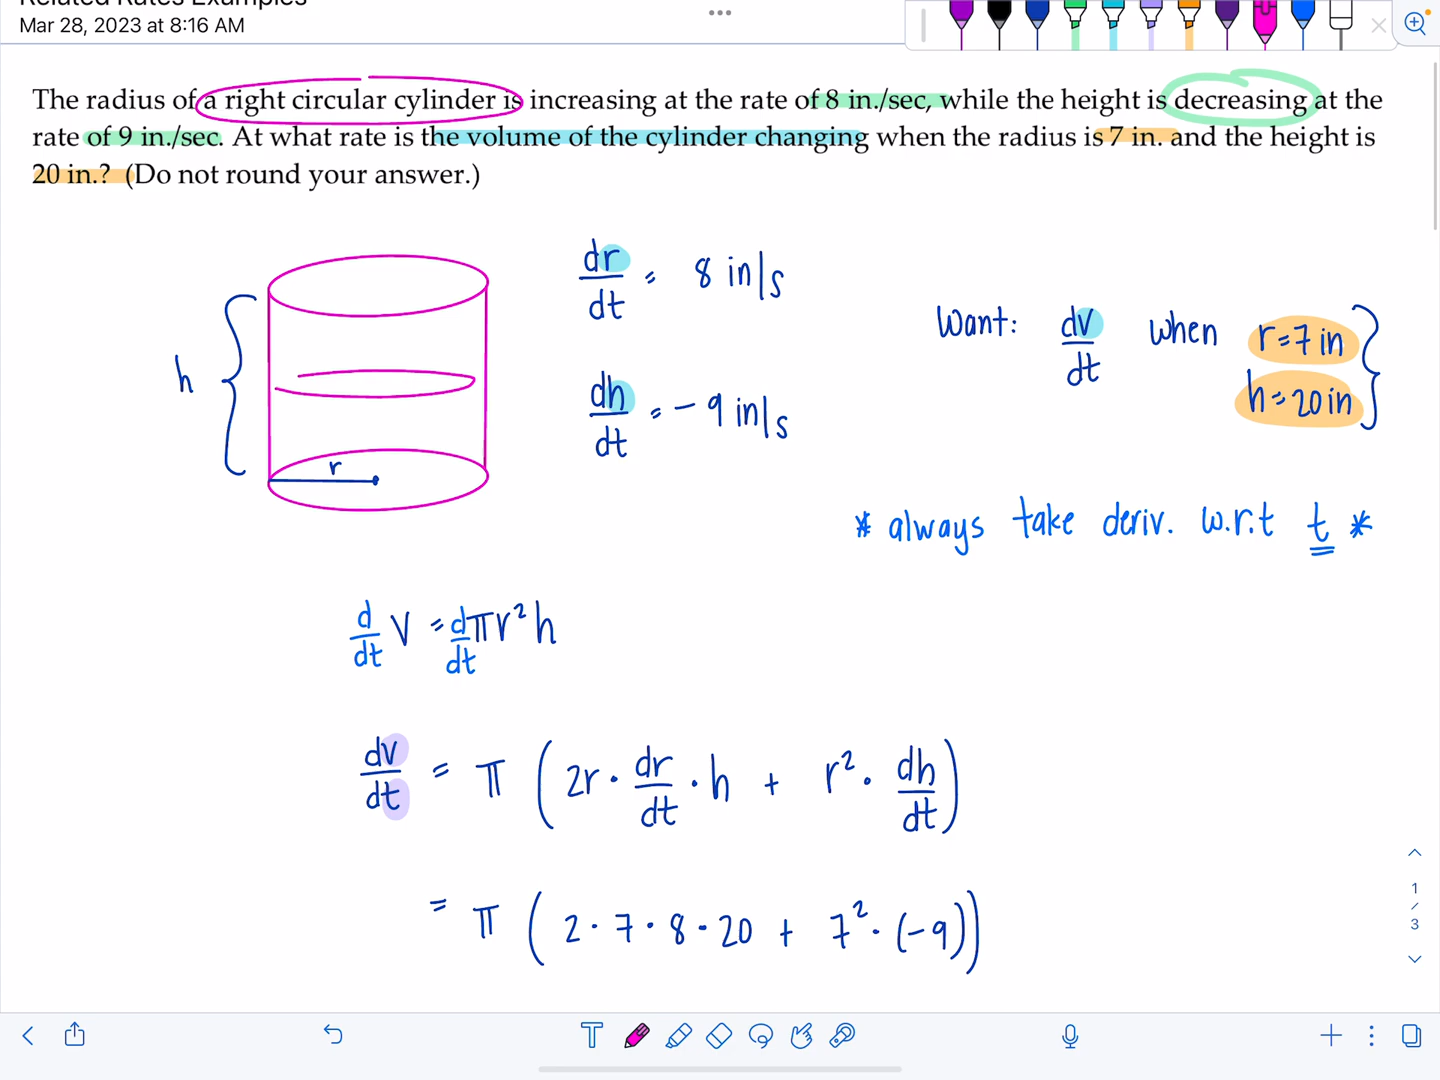 Related Rates Examples
Mar 28, 2023 at 8:16 AM
The radius of a right circular cylinder is increasing at the rate of 8 in./sec, while the height is decreasing at the
rate of 9 in./sec. At what rate is the volume of the cylinder changing when the radius is 7 in. and the height is
20 in.? (Do not round your answer.)
dr/dt = 8 in/s
Want: dv/dt when r=7 in
h=20 in
h
dh/dt = -9 in/s
r
* always take deriv. w.r.t t *
d/dt V = d/dt πr²h
dv/dt = π (2r · dr/dt · h + r² · dh/dt)
= π (2·7·8·20 + 7²·(-9))
1
/
3
T